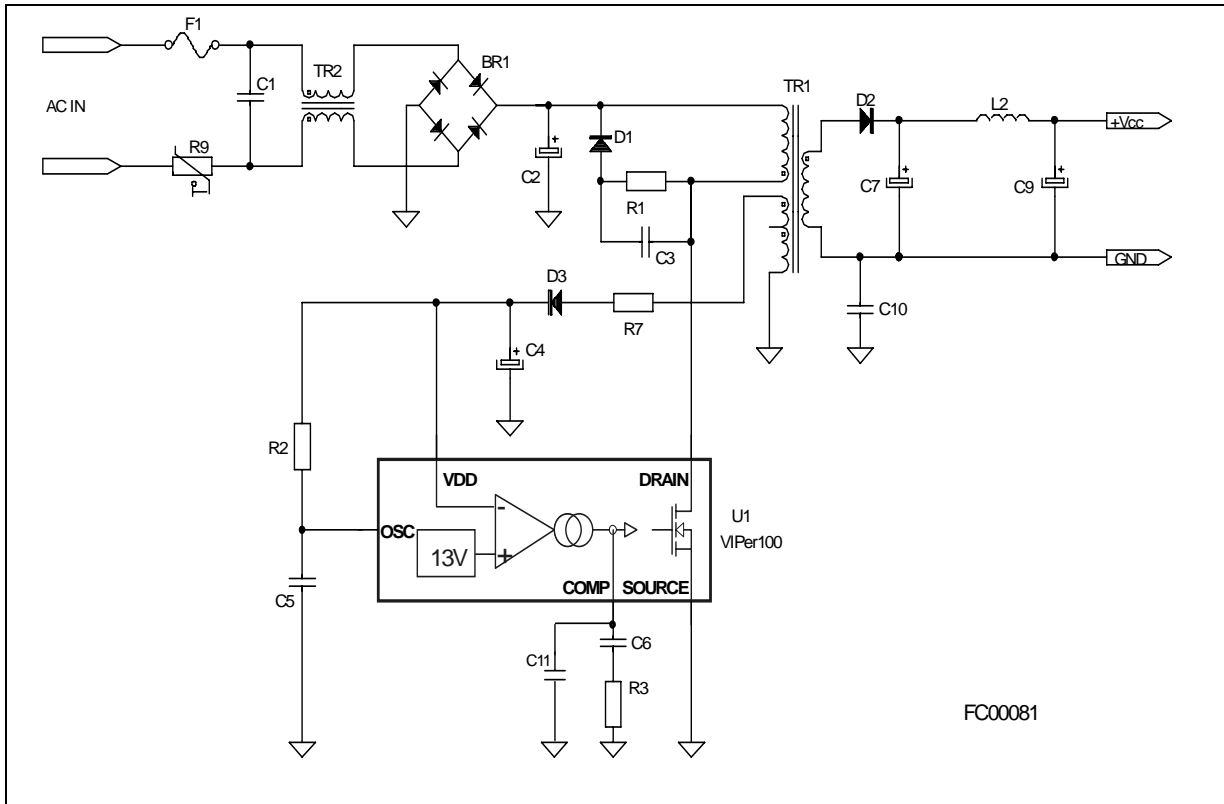 F1
BR1
TR2
C1
TR1
AC IN
D2
L2
+Vcc
D1
R9
C2
C7
C9
T°
R1
C3
GND
D3
R7
C10
C4
R2
VDD
DRAIN
OSC
-
U1
VIPer100
13V
+
COMP
SOURCE
C5
C6
C11
R3
FC00081